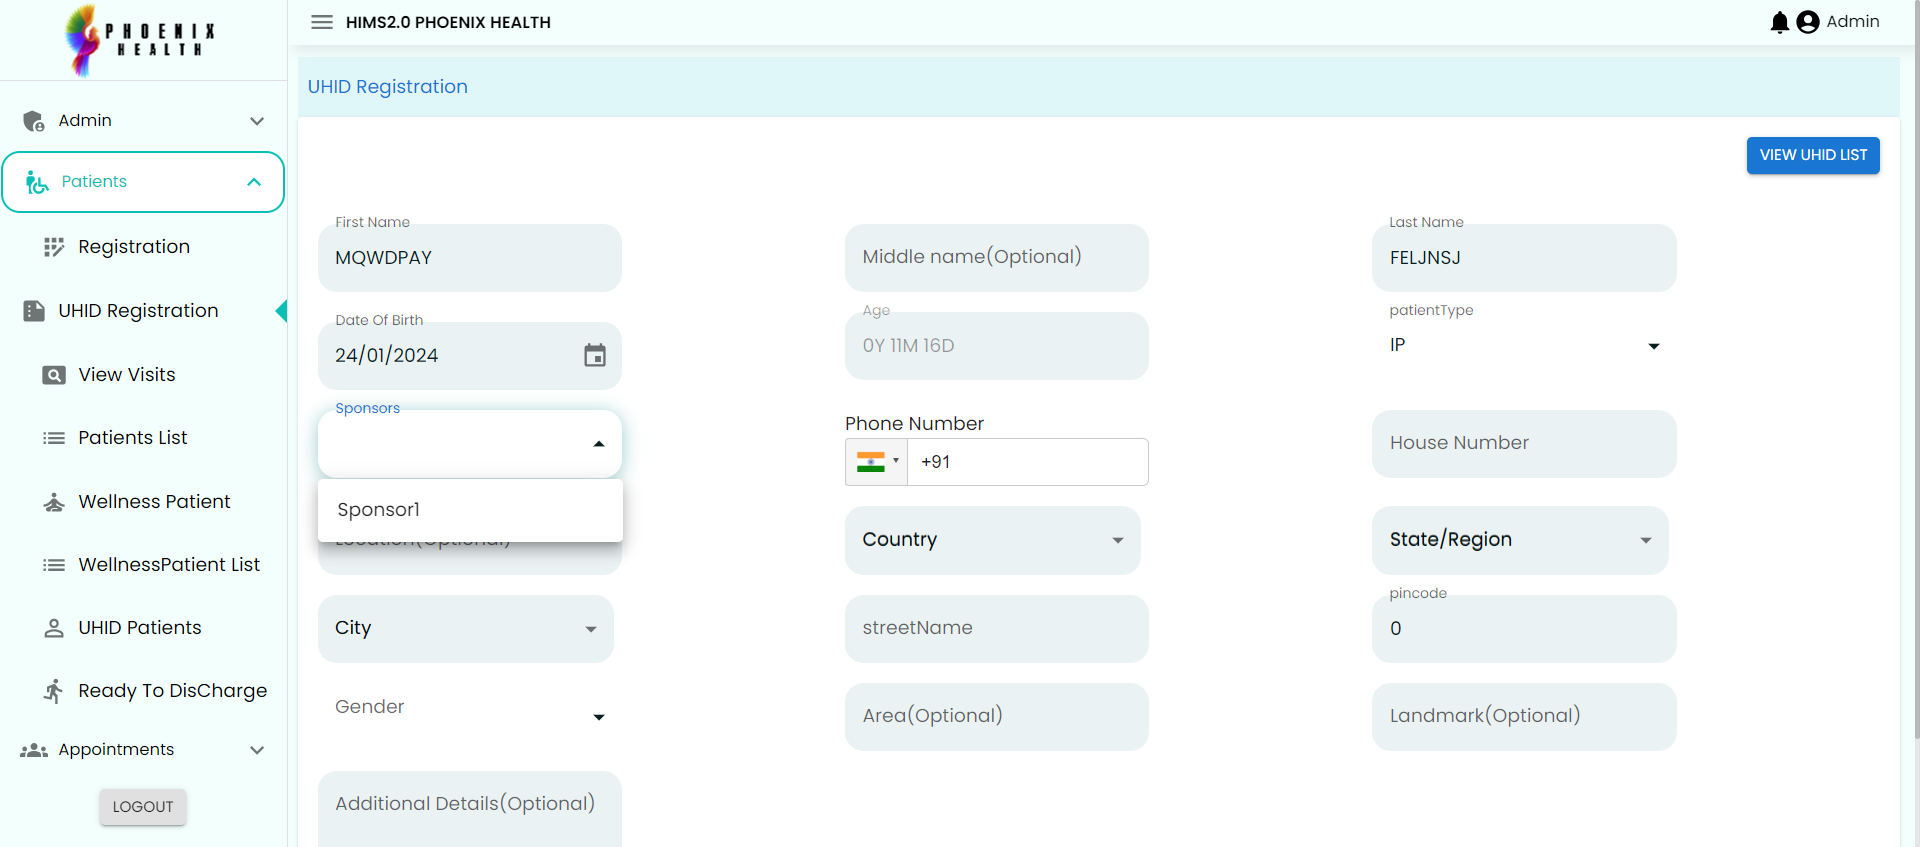 PHOENIX
HEALTH
HIMS2.0 PHOENIX HEALTH
Admin
UHID Registration
Admin
VIEW UHID LIST
Patients
First Name
MQWDPAY
Middle name(Optional)
Last Name
FELJNSJ
Registration
Date Of Birth
24/01/2024
Age
0Y 11M 16D
patientType
IP
UHID Registration
View Visits
Sponsors
Phone Number
+91
House Number
Patients List
Sponsor1
Location(Optional)
Country
State/Region
Wellness Patient
WellnessPatient List
City
streetName
pincode
0
UHID Patients
Ready To DisCharge
Gender
Area(Optional)
Landmark(Optional)
Appointments
Additional Details(Optional)
LOGOUT